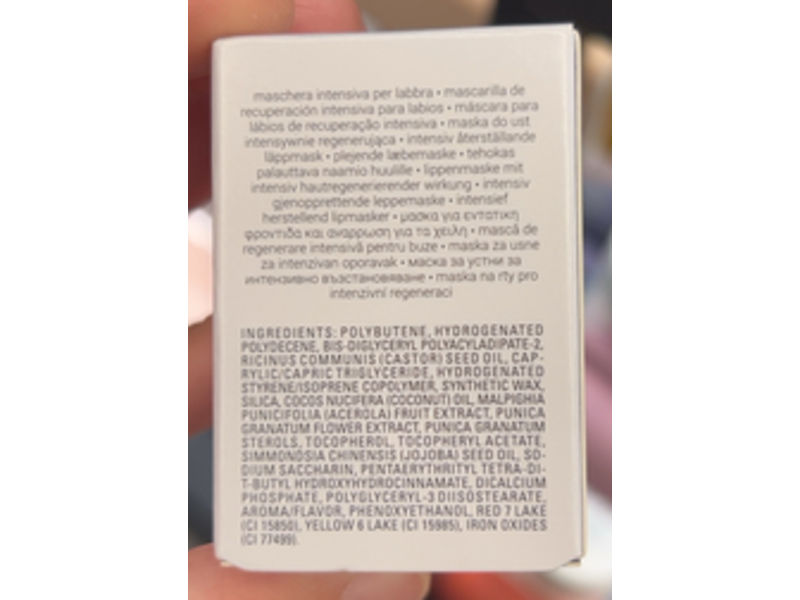 maschera intensiva per labbra • mascarilla de
recuperación intensiva para labios • máscara para
lábios de recuperação intensiva • maska do ust
intensywnie regenerująca • intensiv återställande
läppmask • plejende læbemaske • tehokas
palauttava naamio huulille • lippenmaske mit
intensiv hautregenerierender wirkung • intensiv
gjenopprettende leppemaske • intensief
herstellend lipmasker • μασκα για εντατικη
φροντιδα και αναρρωση για τα χειλη • mască de
regenerare intensivă pentru buze • maska za usne
za intenzivan oporavak • маска за устни за
интензивно възстановяване • maska na rty pro
intenzivní regeneraci
INGREDIENTS: POLYBUTENE, HYDROGENATED
POLYDECENE, BIS-DIGLYCERYL POLYACYLADIPATE-2,
RICINUS COMMUNIS (CASTOR) SEED OIL, CAP-
RYLIC/CAPRIC TRIGLYCERIDE, HYDROGENATED
STYRENE/ISOPRENE COPOLYMER, SYNTHETIC WAX,
SILICA, COCOS NUCIFERA (COCONUT) OIL, MALPIGHIA
PUNICIFOLIA (ACEROLA) FRUIT EXTRACT, PUNICA
GRANATUM FLOWER EXTRACT, PUNICA GRANATUM
STEROLS, TOCOPHEROL, TOCOPHERYL ACETATE,
SIMMONDSIA CHINENSIS (JOJOBA) SEED OIL, SO-
DIUM SACCHARIN, PENTAERYTHRITYL TETRA-DI-
T-BUTYL HYDROXYHYDROCINNAMATE, DICALCIUM
PHOSPHATE, POLYGLYCERYL-3 DIISOSTEARATE,
AROMA/FLAVOR, PHENOXYETHANOL, RED 7 LAKE
(CI 15850), YELLOW 6 LAKE (CI 15985), IRON OXIDES
(CI 77499).